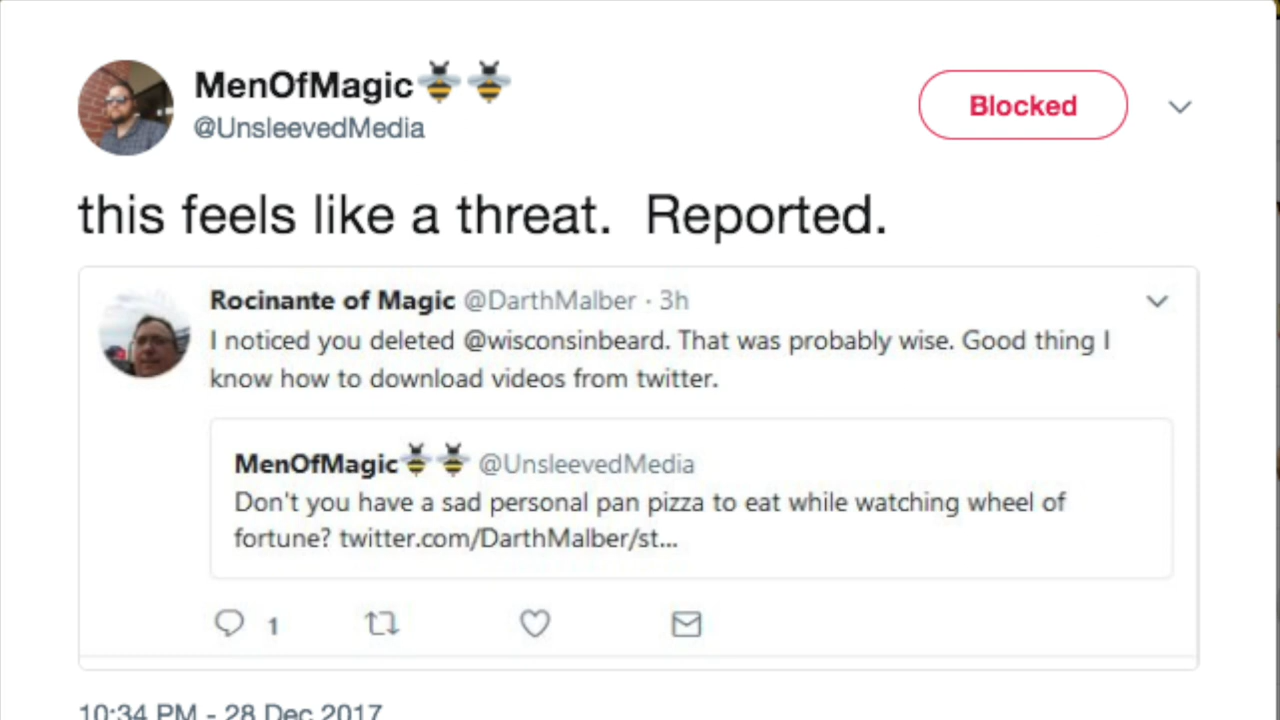 MenOfMagic🐝🐝
@UnsleevedMedia
Blocked
this feels like a threat.  Reported.
Rocinante of Magic @DarthMalber · 3h
I noticed you deleted @wisconsinbeard. That was probably wise. Good thing I
know how to download videos from twitter.
MenOfMagic🐝🐝 @UnsleevedMedia
Don't you have a sad personal pan pizza to eat while watching wheel of
fortune? twitter.com/DarthMalber/st...
1
10:34 PM - 28 Dec 2017